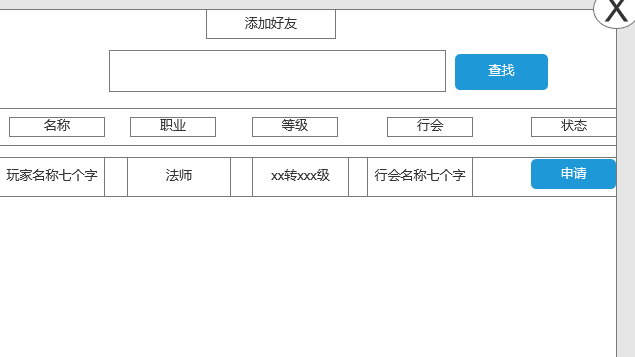 X
添加好友
查找
名称 职业 等级 行会 状态
玩家名称七个字 法师 xx转xxx级 行会名称七个字 申请